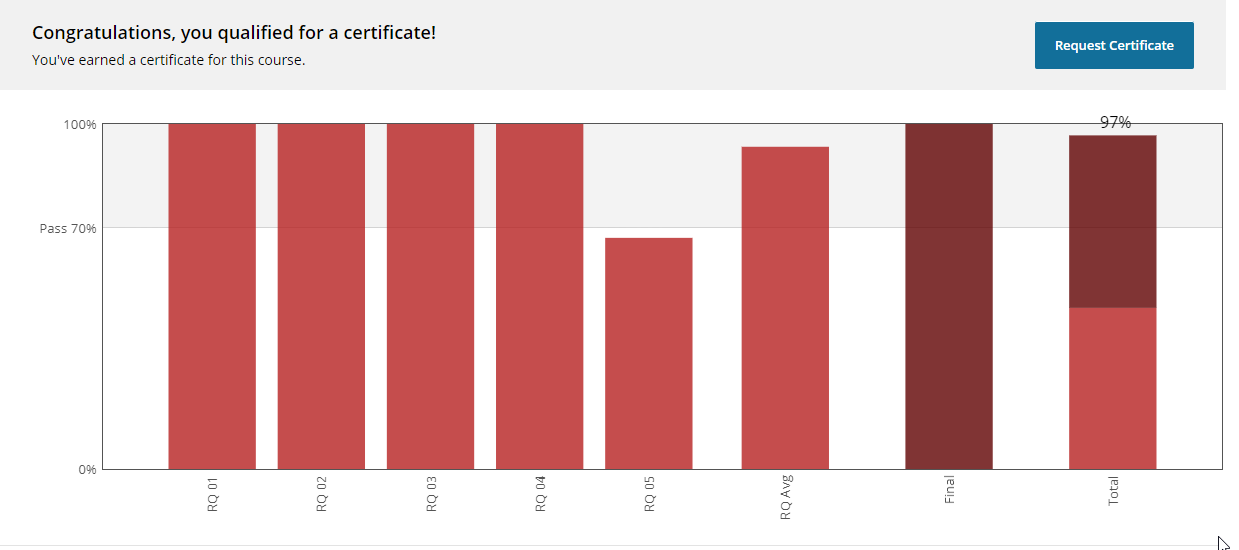 Congratulations, you qualified for a certificate!
You've earned a certificate for this course.
Request Certificate
100%
97%
Pass 70%
0%
RQ 01
RQ 02
RQ 03
RQ 04
RQ 05
RQ Avg
Final
Total